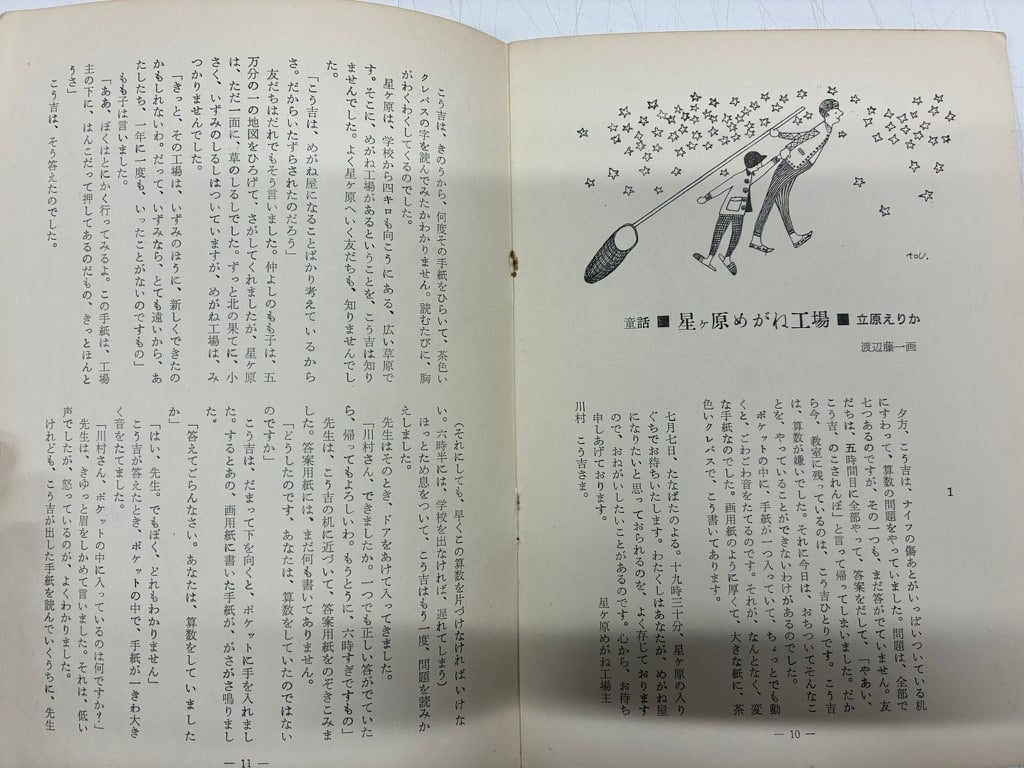 toU.
童話 ■ 星ヶ原めがね工場 ■ 立原えりか
渡辺藤一画
1
夕方、こう吉は、ナイフの傷あとがいっぱいついている机
にすわって、算数の問題をやっていました。問題は、全部で
七つあるのですが、その一つも、まだ答がでていません。友
だちは、五時間目に全部やって、答案をだして、「やあい、
こう吉、のこされんぼ」と言って帰ってしまいました。だか
ら今、教室に残っているのは、こう吉ひとりです。こう吉
は、算数が嫌いでした。それに今日は、おちついてそんなこ
とを、やっていることができないわけがあるのでした。
ポケットの中に、手紙が一つ入っていて、ちょっとでも動
くと、ごわごわ音をたてるのです。それが、なんとなく、変
な手紙なのでした。画用紙のように厚くて、大きな紙に、茶
色いクレパスで、こう書いてあります。
七月七日、たなばたのよる。十九時三十分、星ヶ原の入り
ぐちでお待ちいたします。わたくしはあなたが、めがね屋
になりたいと思っておられるのを、よく存じております
ので、おねがいしたいことがあるのです。心から、お待ち
申しあげております。
星ヶ原めがね工場主
川村 こう吉さま。
— 10 —
こう吉は、きのうから、何度その手紙をひらいて、茶色い
クレパスの字を読んでみたかわかりません。読むたびに、胸
がわくわくしてくるのでした。
星ヶ原は、学校から四キロも向こうにある、広い草原で
す。そこに、めがね工場があるということを、こう吉は知り
ませんでした。よく星ヶ原へいく友だちも、知りませんでし
た。
「こう吉は、めがね屋になることばかり考えているから
さ。だからいたずらされたのだろう」
友だちはだれでもそう言いました。仲よしのもも子は、五
万分の一の地図をひろげて、さがしてくれましたが、星ヶ原
は、ただ一面に、草のしるしでした。ずっと北の果てに、小
さく、いずみのしるしはついていますが、めがね工場は、み
つかりませんでした。
「きっと、その工場は、いずみのほうに、新しくできたの
かもしれないわ。だって、いずみなら、とても遠いから、あ
たしたち、一年に一度も、いったことがないのですもの」
もも子は言いました。
「ああ、ぼくはとにかく行ってみるよ。この手紙は、工場
主の下に、はんこだって押してあるのだもの、きっとほんと
うさ」
こう吉は、そう答えたのでした。
(それにしても、早くこの算数を片づけなければいけな
い。六時半には、学校を出なければ、遅れてしまう)
ほっとため息をついて、こう吉はもう一度、問題を読みか
えしました。
先生はそのとき、ドアをあけて入ってきました。
「川村さん、できましたか。一つでも正しい答がでていた
ら、帰ってもよろしいわ。もうとうに、六時すぎですもの」
先生は、こう吉の机に近づいて、答案用紙をのぞきこみま
した。答案用紙には、まだ何も書いてありません。
「どうしたのです、あなたは、算数をしていたのではない
のですか」
こう吉は、だまって下を向くと、ポケットに手を入れまし
た。するとあの、画用紙に書いた手紙が、がさがさ鳴りまし
た。
「答えてごらんなさい。あなたは、算数をしていました
か」
「はい、先生。でもぼく、どれもわかりません」
こう吉が答えたとき、ポケットの中で、手紙が一きわ大き
く音をたてました。
「川村さん、ポケットの中に入っているのは何ですか?」
先生は、きゆっと眉をしかめて言いました。それは、低い
声でしたが、怒っているのが、よくわかりました。
けれども、こう吉が出した手紙を読んでいくうちに、先生
— 11 —